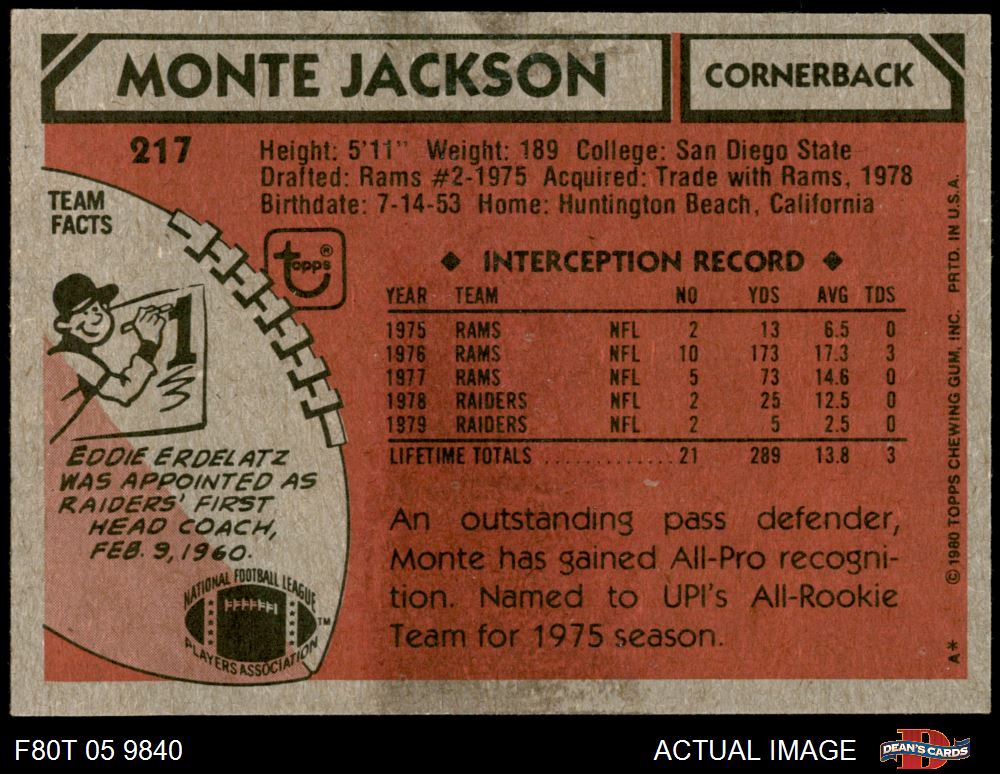 MONTE JACKSON
CORNERBACK
217
Height: 5'11" Weight: 189 College: San Diego State
Drafted: Rams #2-1975 Acquired: Trade with Rams, 1978
Birthdate: 7-14-53 Home: Huntington Beach, California
TEAM
FACTS
topps®
1
◆ INTERCEPTION RECORD ◆
YEAR TEAM NO YDS AVG TDS
1975 RAMS NFL 2 13 6.5 0
1976 RAMS NFL 10 173 17.3 3
1977 RAMS NFL 5 73 14.6 0
1978 RAIDERS NFL 2 25 12.5 0
1979 RAIDERS NFL 2 5 2.5 0
LIFETIME TOTALS ............. 21 289 13.8 3
EDDIE ERDELATZ
WAS APPOINTED AS
RAIDERS' FIRST
HEAD COACH,
FEB. 9, 1960.
NATIONAL FOOTBALL LEAGUE
PLAYERS ASSOCIATION
TM
An outstanding pass defender,
Monte has gained All-Pro recogni-
tion. Named to UPI's All-Rookie
Team for 1975 season.
A* © 1980 TOPPS CHEWING GUM, INC. PRTD. IN U.S.A.
F80T 05 9840
ACTUAL IMAGE
DEAN'S CARDS